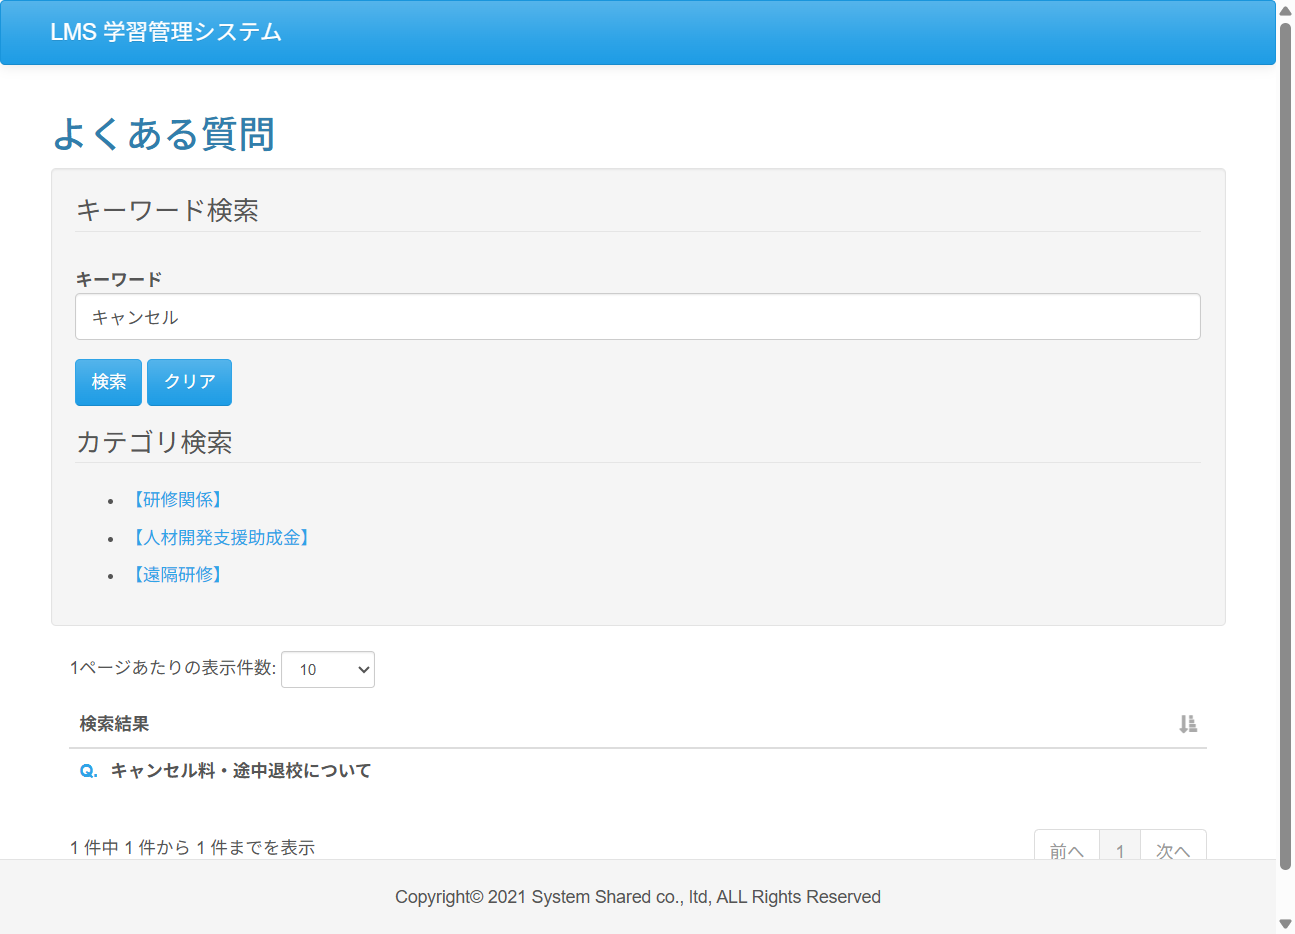 LMS 学習管理システム
よくある質問
キーワード検索
キーワード
キャンセル
検索 クリア
カテゴリ検索
【研修関係】
【人材開発支援助成金】
【遠隔研修】
1ページあたりの表示件数: 10
検索結果
Q. キャンセル料・途中退校について
1 件中 1 件から 1 件までを表示 前へ 1 次へ
Copyright© 2021 System Shared co., ltd, ALL Rights Reserved